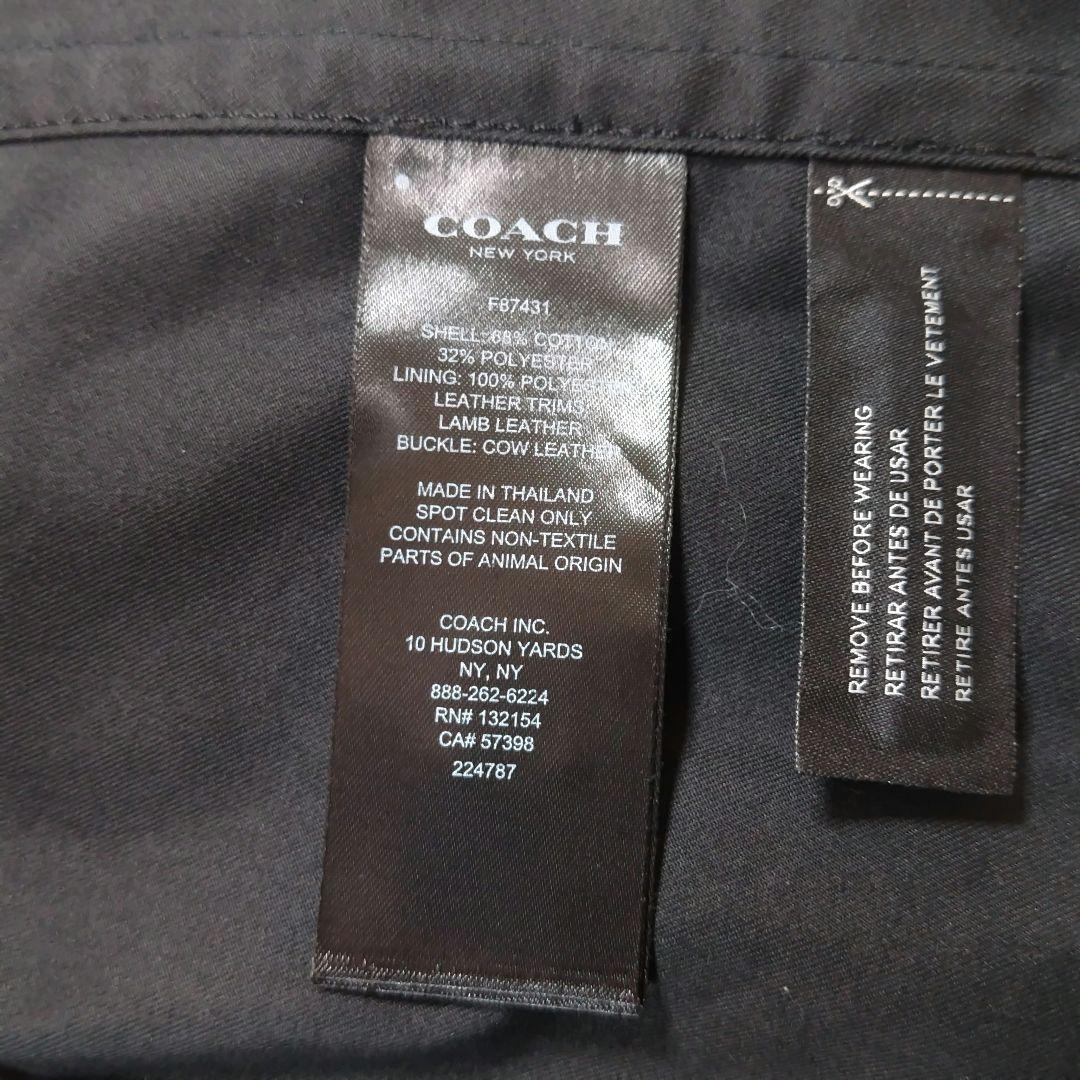 COACH
NEW YORK
F87431
SHELL: 68% COTTON
32% POLYESTER
LINING: 100% POLYESTER
LEATHER TRIMS:
LAMB LEATHER
BUCKLE: COW LEATHER
MADE IN THAILAND
SPOT CLEAN ONLY
CONTAINS NON-TEXTILE
PARTS OF ANIMAL ORIGIN
COACH INC.
10 HUDSON YARDS
NY, NY
888-262-6224
RN# 132154
CA# 57398
224787
REMOVE BEFORE WEARING
RETIRAR ANTES DE USAR
RETIRER AVANT DE PORTER LE VETEMENT
RETIRE ANTES USAR